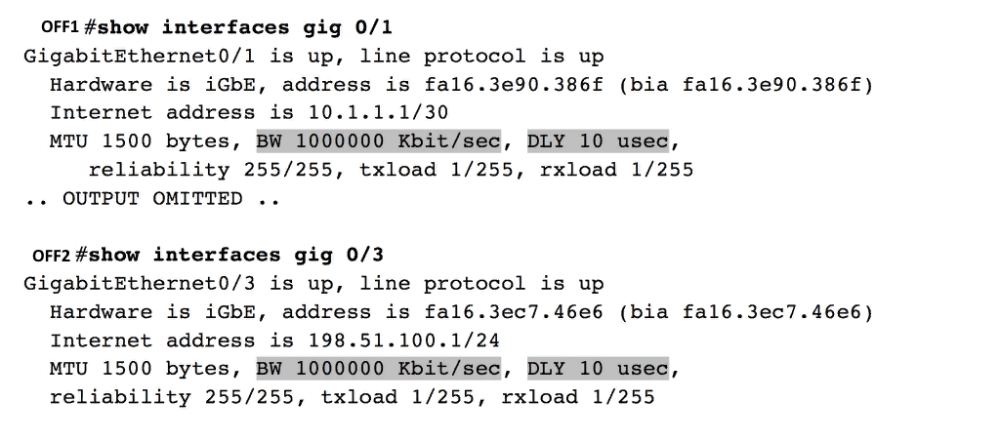 OFF1 #show interfaces gig 0/1
GigabitEthernet0/1 is up, line protocol is up
Hardware is iGbE, address is fa16.3e90.386f (bia fa16.3e90.386f)
Internet address is 10.1.1.1/30
MTU 1500 bytes, BW 1000000 Kbit/sec, DLY 10 usec,
reliability 255/255, txload 1/255, rxload 1/255
.. OUTPUT OMITTED ..
OFF2 #show interfaces gig 0/3
GigabitEthernet0/3 is up, line protocol is up
Hardware is iGbE, address is fa16.3ec7.46e6 (bia fa16.3ec7.46e6)
Internet address is 198.51.100.1/24
MTU 1500 bytes, BW 1000000 Kbit/sec, DLY 10 usec,
reliability 255/255, txload 1/255, rxload 1/255